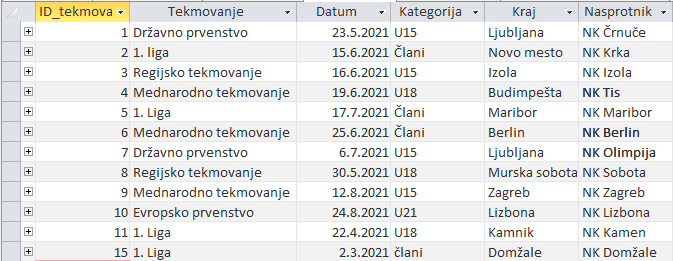 ID_tekmova Tekmovanje Datum Kategorija Kraj Nasprotnik
1 Državno prvenstvo 23.5.2021 U15 Ljubljana NK Črnuče
2 1. liga 15.6.2021 Člani Novo mesto NK Krka
3 Regijsko tekmovanje 16.6.2021 U15 Izola NK Izola
4 Mednarodno tekmovanje 19.6.2021 U18 Budimpešta NK Tis
5 1. Liga 17.7.2021 Člani Maribor NK Maribor
6 Mednarodno tekmovanje 25.6.2021 Člani Berlin NK Berlin
7 Državno prvenstvo 6.7.2021 U15 Ljubljana NK Olimpija
8 Regijsko tekmovanje 30.5.2021 U18 Murska sobota NK Sobota
9 Mednarodno tekmovanje 12.8.2021 U15 Zagreb NK Zagreb
10 Evropsko prvenstvo 24.8.2021 U21 Lizbona NK Lizbona
11 1. Liga 22.4.2021 U18 Kamnik NK Kamen
15 1. Liga 2.3.2021 člani Domžale NK Domžale